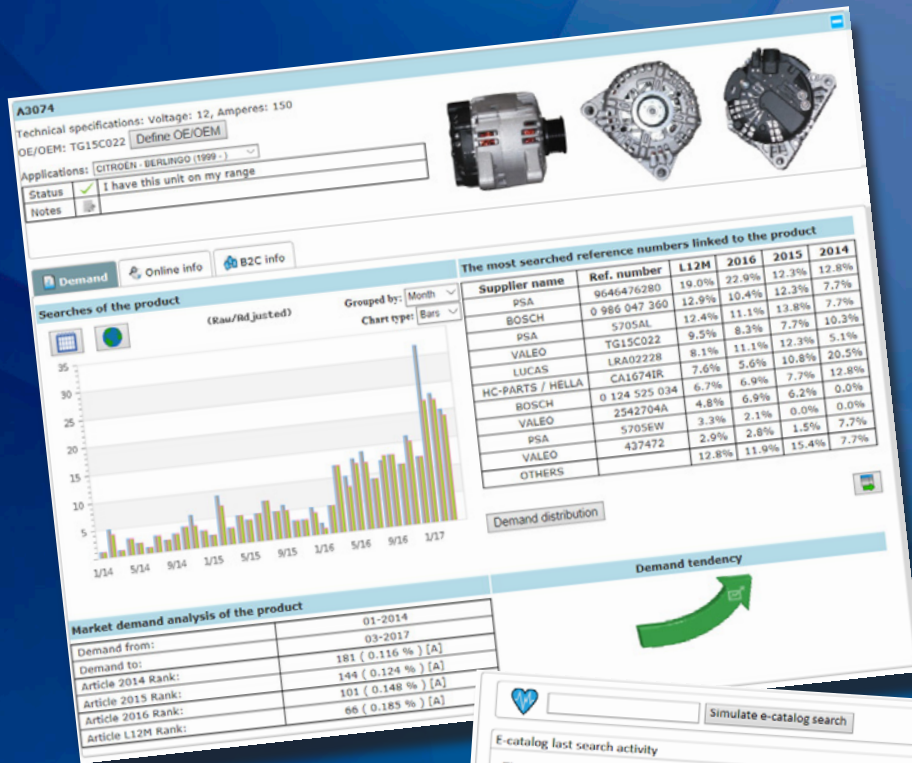 A3074
Technical specifications: Voltage: 12, Amperes: 150
OE/OEM: TG15C022 Define OE/OEM
Applications: CITROËN - BERLINGO (1999 - )
Status I have this unit on my range
Notes
Demand Online info B2C info
Searches of the product
(Raw/Adjusted)
Grouped by: Month
Chart type: Bars
35
30
25
20
15
10
5
1/14 5/14 9/14 1/15 5/15 9/15 1/16 5/16 9/16 1/17
The most searched reference numbers linked to the product
Supplier name Ref. number L12M 2016 2015 2014
PSA 9646476280 19.0% 22.9% 12.3% 12.8%
BOSCH 0 986 047 360 12.9% 10.4% 12.3% 7.7%
PSA 5705AL 12.4% 11.1% 13.8% 7.7%
VALEO TG15C022 9.5% 8.3% 7.7% 10.3%
LUCAS LRA02228 8.1% 11.1% 12.3% 5.1%
HC-PARTS / HELLA CA1674IR 7.6% 5.6% 10.8% 20.5%
BOSCH 0 124 525 034 6.7% 6.9% 7.7% 12.8%
VALEO 2542704A 4.8% 6.9% 6.2% 0.0%
PSA 5705EW 3.3% 2.1% 0.0% 0.0%
VALEO 437472 2.9% 2.8% 1.5% 7.7%
OTHERS 12.8% 11.9% 15.4% 7.7%
Demand distribution
Demand tendency
Market demand analysis of the product
Demand from: 01-2014
Demand to: 03-2017
Article 2014 Rank: 181 ( 0.116 % ) [A]
Article 2015 Rank: 144 ( 0.124 % ) [A]
Article 2016 Rank: 101 ( 0.148 % ) [A]
Article L12M Rank: 66 ( 0.185 % ) [A]
Simulate e-catalog search
E-catalog last search activity